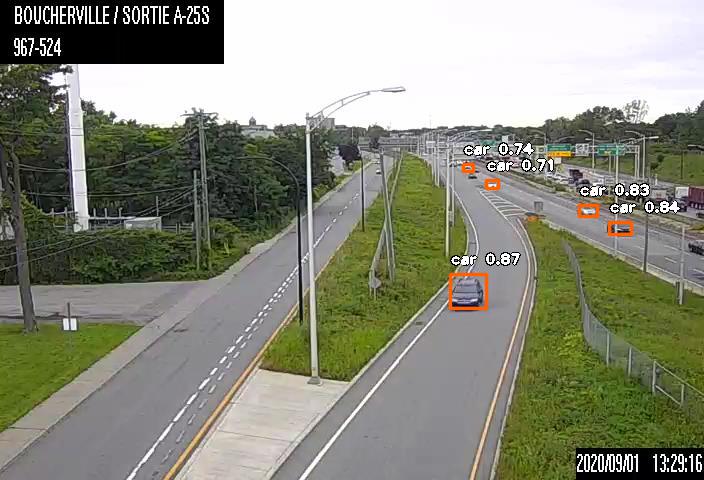 BOUCHERVILLE / SORTIE A-25S
967-524
car 0.74
car 0.71
car 0.83
car 0.84
car 0.87
2020/09/01 13:29:16